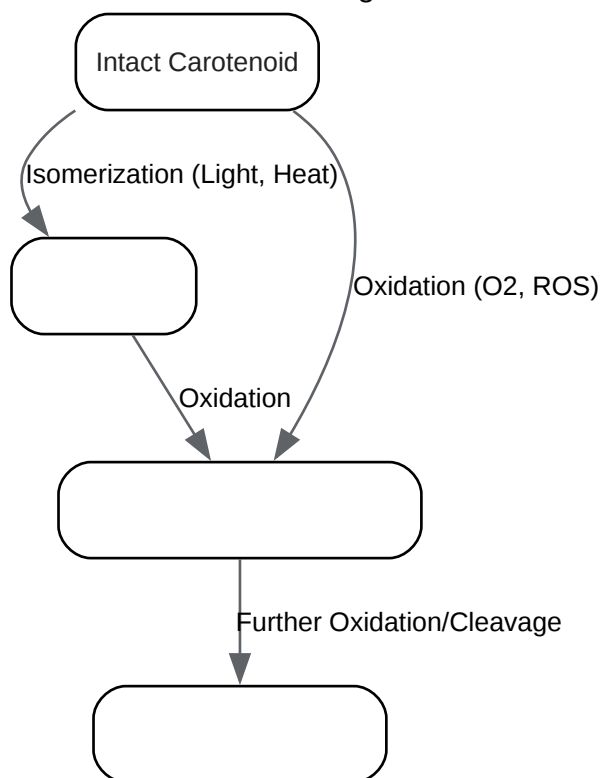 Intact Carotenoid
Isomerization (Light, Heat)
Oxidation (O2, ROS)
Oxidation
Further Oxidation/Cleavage